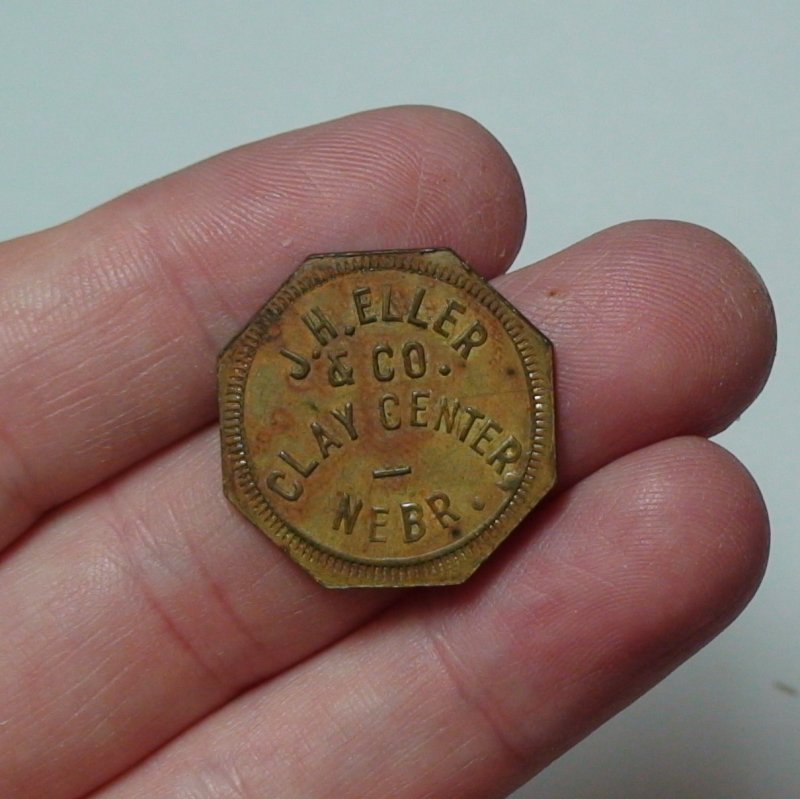 J.H. ELLER
& CO.
CLAY CENTER,
—
NEBR.